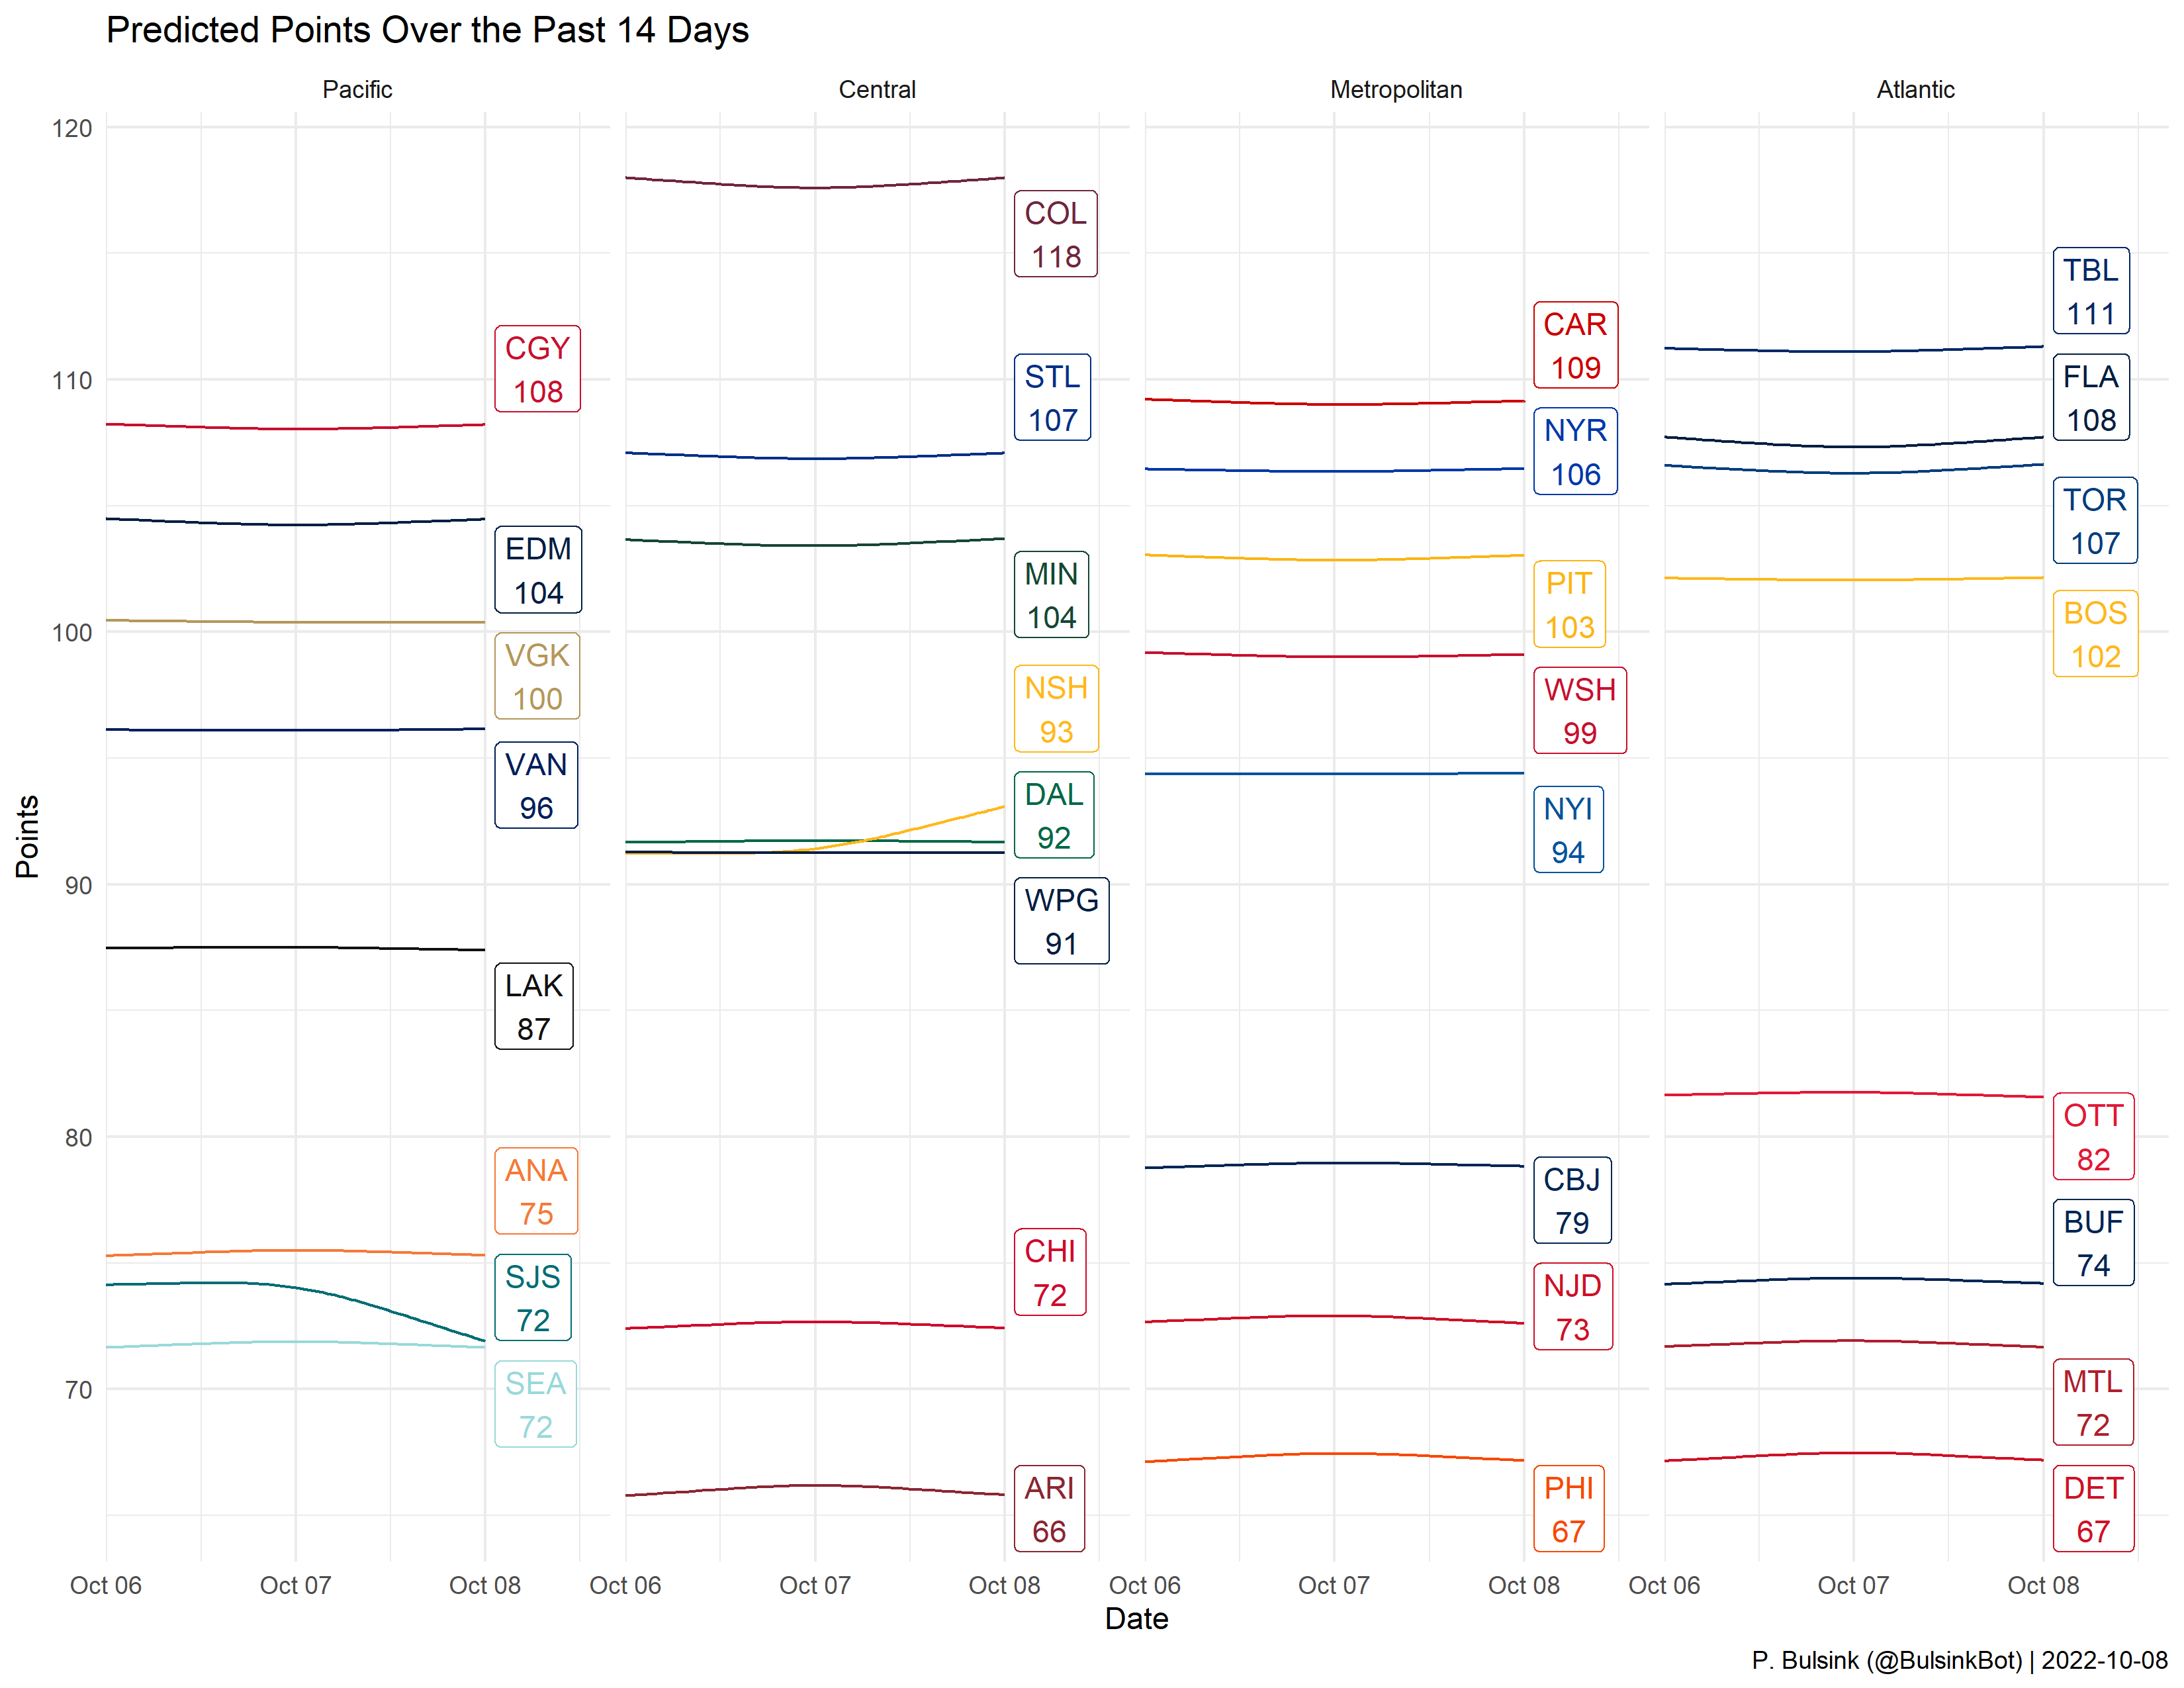 Predicted Points Over the Past 14 Days
Pacific
Central
Metropolitan
Atlantic
120
110
100
90
80
70
Points
CGY
108
EDM
104
VGK
100
VAN
96
LAK
87
ANA
75
SJS
72
SEA
72
COL
118
STL
107
MIN
104
NSH
93
DAL
92
WPG
91
CHI
72
ARI
66
CAR
109
NYR
106
PIT
103
WSH
99
NYI
94
CBJ
79
NJD
73
PHI
67
TBL
111
FLA
108
TOR
107
BOS
102
OTT
82
BUF
74
MTL
72
DET
67
Oct 06
Oct 07
Oct 08
Oct 06
Oct 07
Oct 08
Oct 06
Oct 07
Oct 08
Oct 06
Oct 07
Oct 08
Date
P. Bulsink (@BulsinkBot) | 2022-10-08